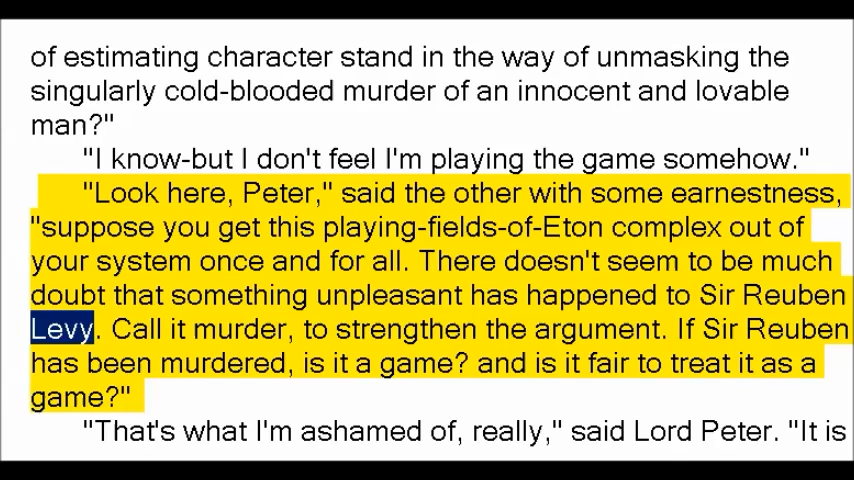 of estimating character stand in the way of unmasking the
singularly cold-blooded murder of an innocent and lovable
man?"
"I know-but I don't feel I'm playing the game somehow."
"Look here, Peter," said the other with some earnestness,
"suppose you get this playing-fields-of-Eton complex out of
your system once and for all. There doesn't seem to be much
doubt that something unpleasant has happened to Sir Reuben
Levy. Call it murder, to strengthen the argument. If Sir Reuben
has been murdered, is it a game? and is it fair to treat it as a
game?"
"That's what I'm ashamed of, really," said Lord Peter. "It is